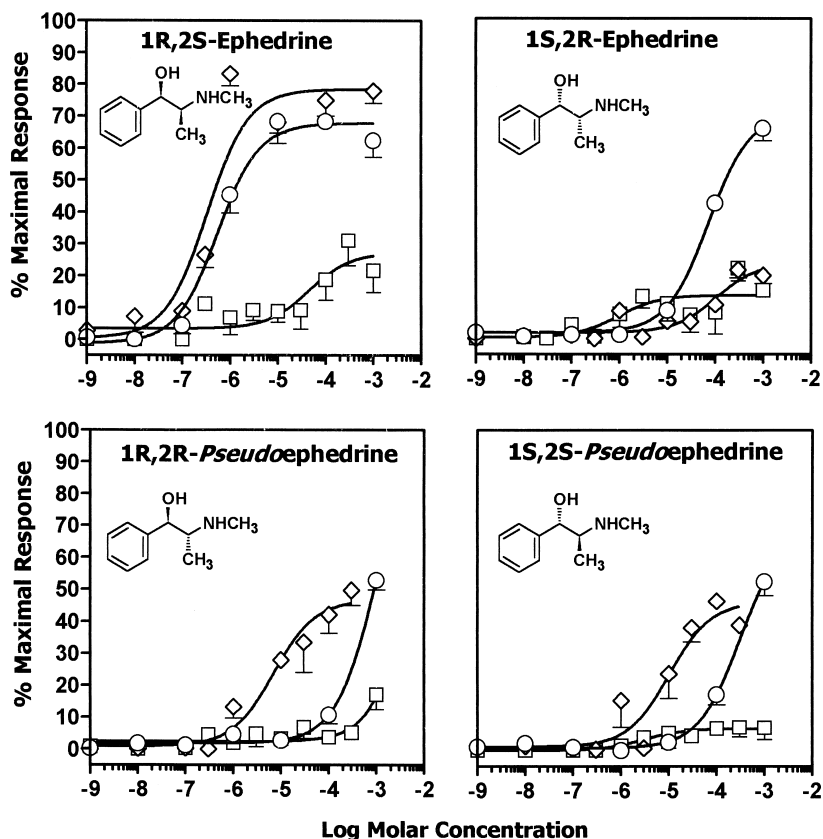 1R,2S-Ephedrine
OH
NHCH₃
CH₃
% Maximal Response
100
90
80
70
60
50
40
30
20
10
0
-9 -8 -7 -6 -5 -4 -3 -2
1S,2R-Ephedrine
OH
NHCH₃
CH₃
-9 -8 -7 -6 -5 -4 -3 -2
1R,2R-Pseudoephedrine
OH
NHCH₃
CH₃
% Maximal Response
100
90
80
70
60
50
40
30
20
10
0
-9 -8 -7 -6 -5 -4 -3 -2
1S,2S-Pseudoephedrine
OH
NHCH₃
CH₃
-9 -8 -7 -6 -5 -4 -3 -2
Log Molar Concentration